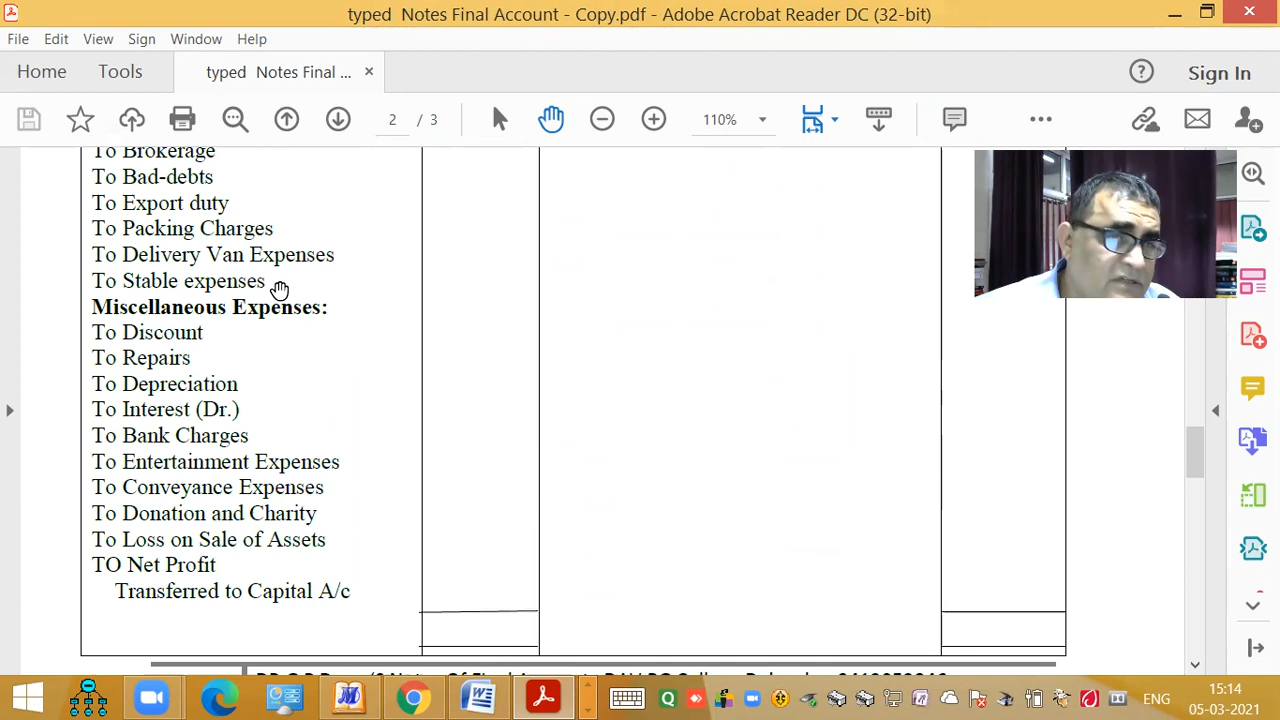 typed Notes Final Account - Copy.pdf - Adobe Acrobat Reader DC (32-bit)
File Edit View Sign Window Help
Home Tools typed Notes Final ... Sign In
2 / 3 110%
To Brokerage
To Bad-debts
To Export duty
To Packing Charges
To Delivery Van Expenses
To Stable expenses
Miscellaneous Expenses:
To Discount
To Repairs
To Depreciation
To Interest (Dr.)
To Bank Charges
To Entertainment Expenses
To Conveyance Expenses
To Donation and Charity
To Loss on Sale of Assets
TO Net Profit
Transferred to Capital A/c
ENG
15:14
05-03-2021